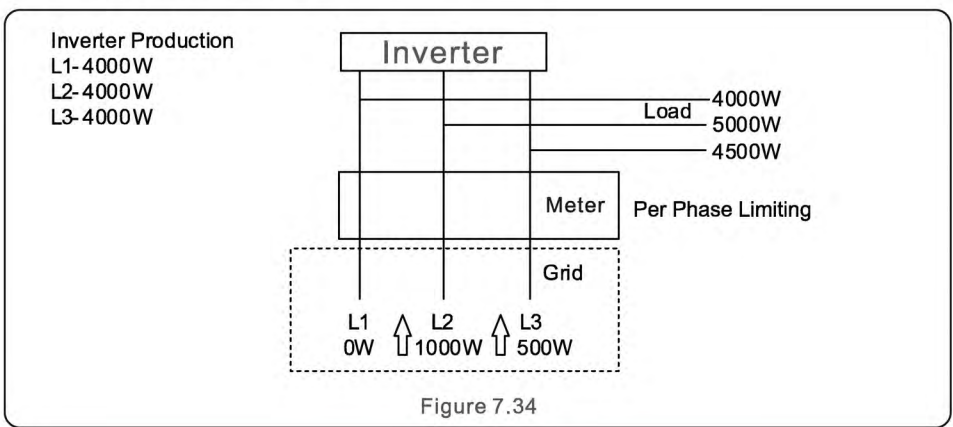 Inverter Production
L1-4000W
L2-4000W
L3-4000W
Inverter
4000W
Load
5000W
4500W
Meter
Per Phase Limiting
Grid
L1 L2 L3
0W 1000W 500W
Figure 7.34